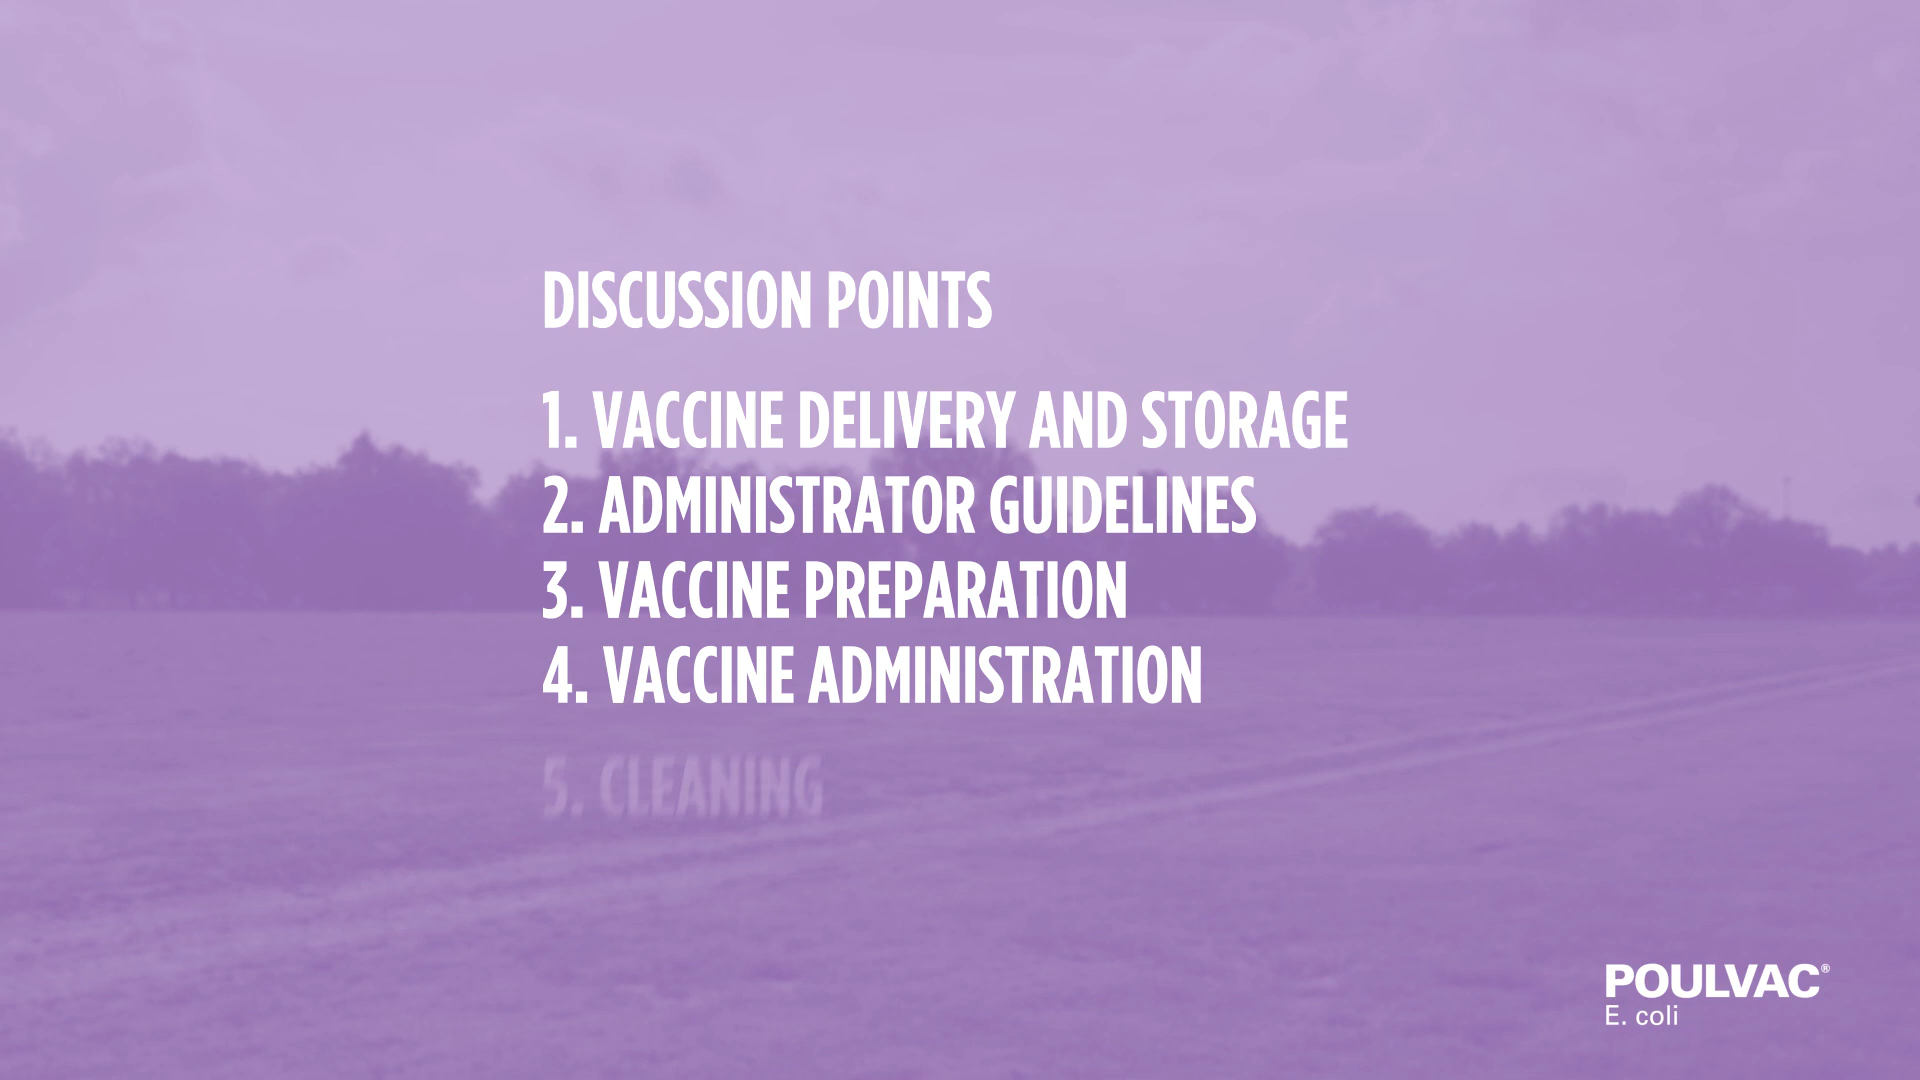 DISCUSSION POINTS
1. VACCINE DELIVERY AND STORAGE
2. ADMINISTRATOR GUIDELINES
3. VACCINE PREPARATION
4. VACCINE ADMINISTRATION
5. CLEANING
POULVAC®
E. coli